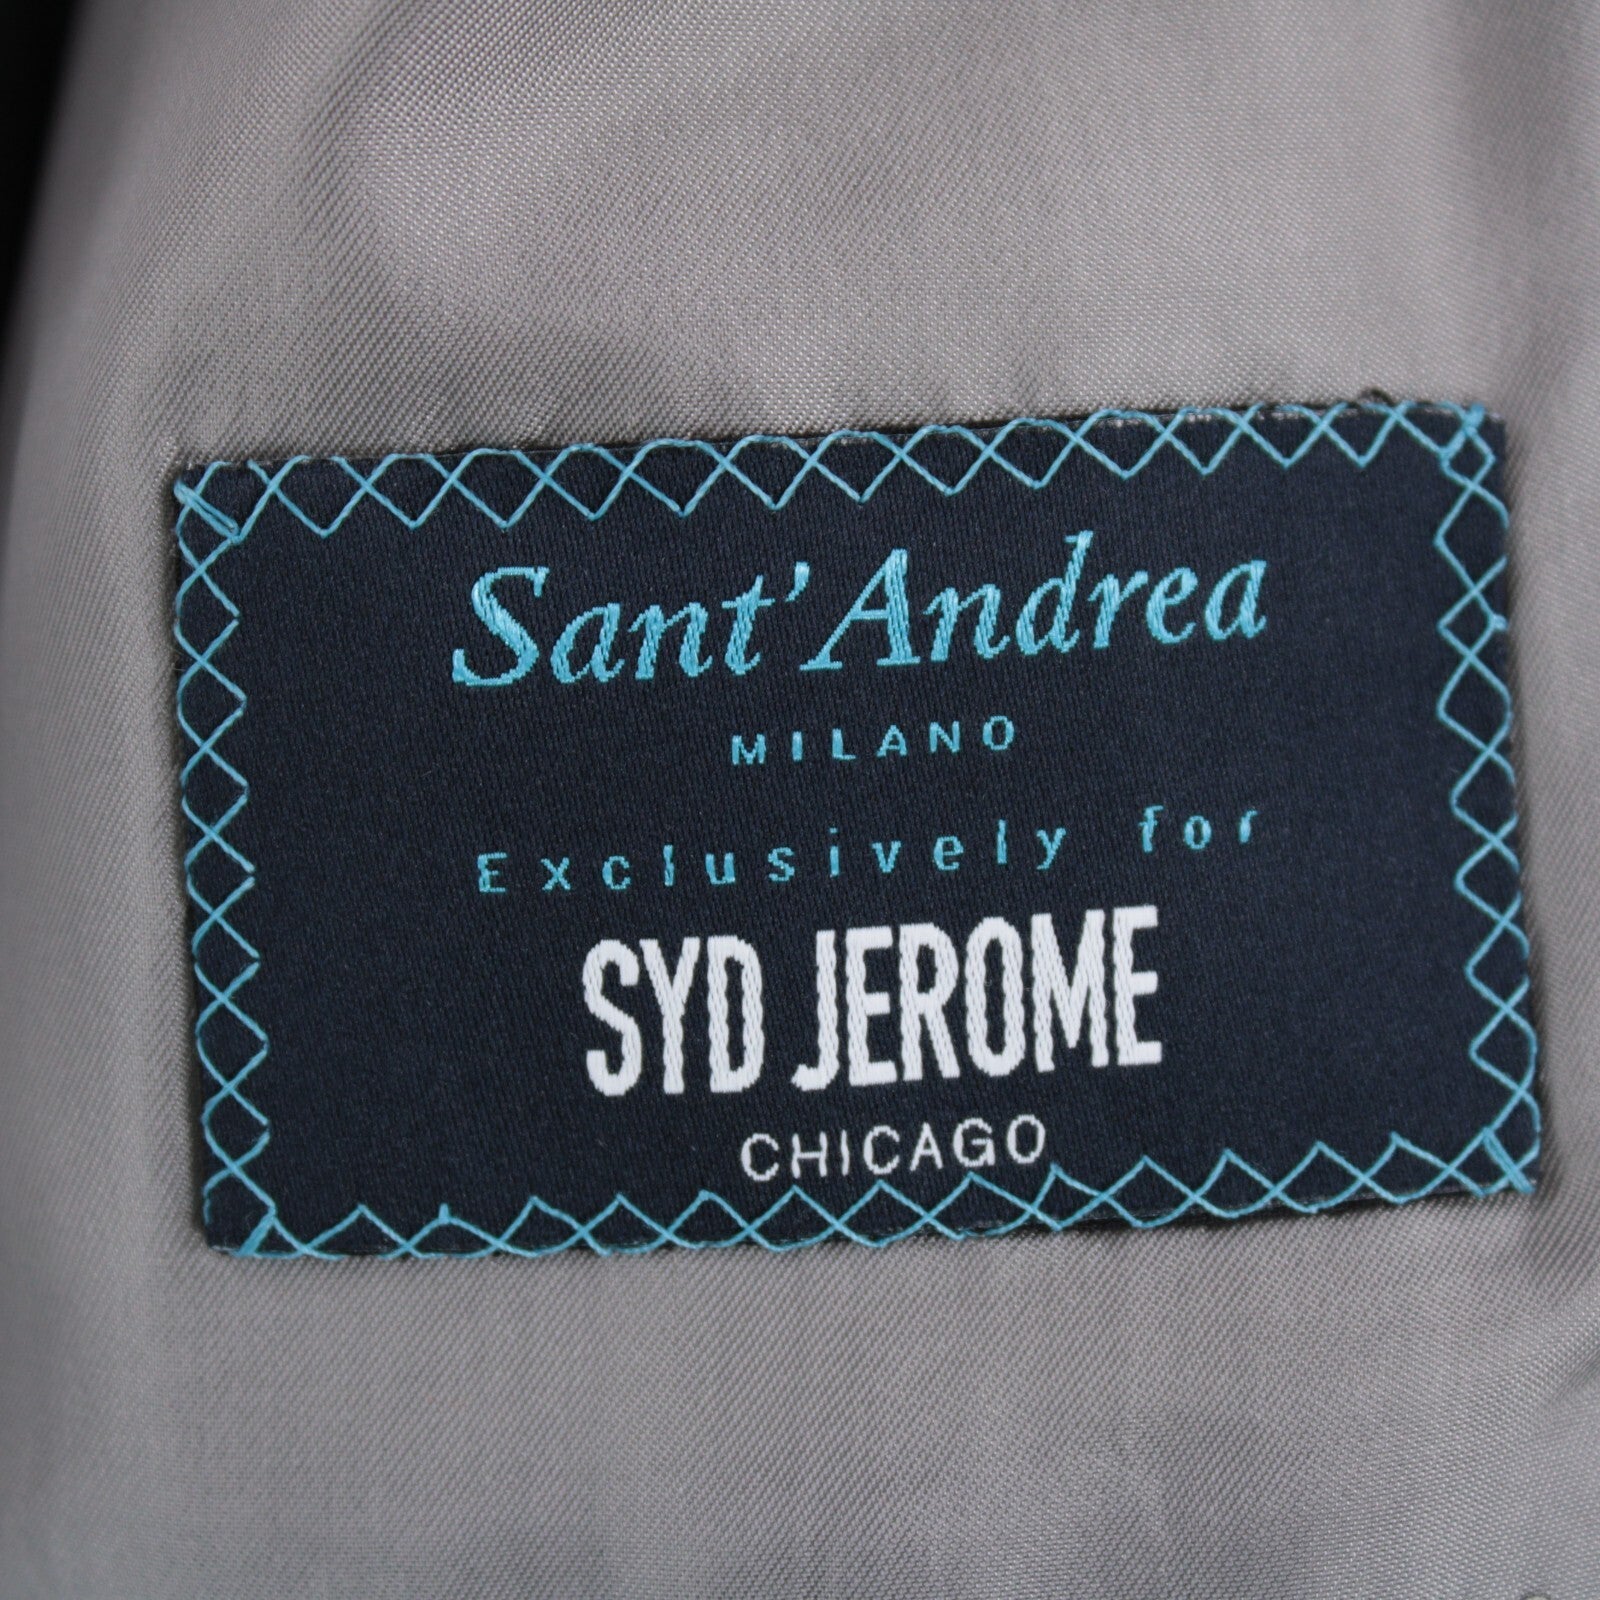 Sant'Andrea
MILANO
Exclusively for
SYD JEROME
CHICAGO